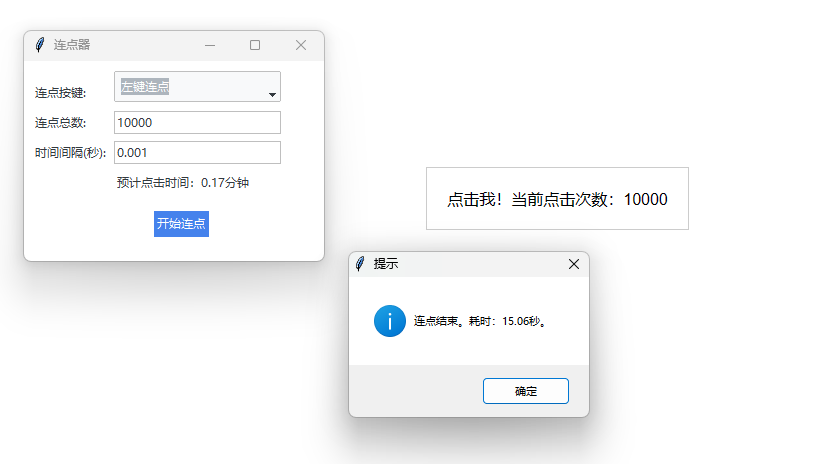 连点器
连点按键:
左键连点
连点总数:
10000
时间间隔(秒):
0.001
预计点击时间：0.17分钟
开始连点
点击我！当前点击次数：10000
提示
连点结束。耗时：15.06秒。
确定